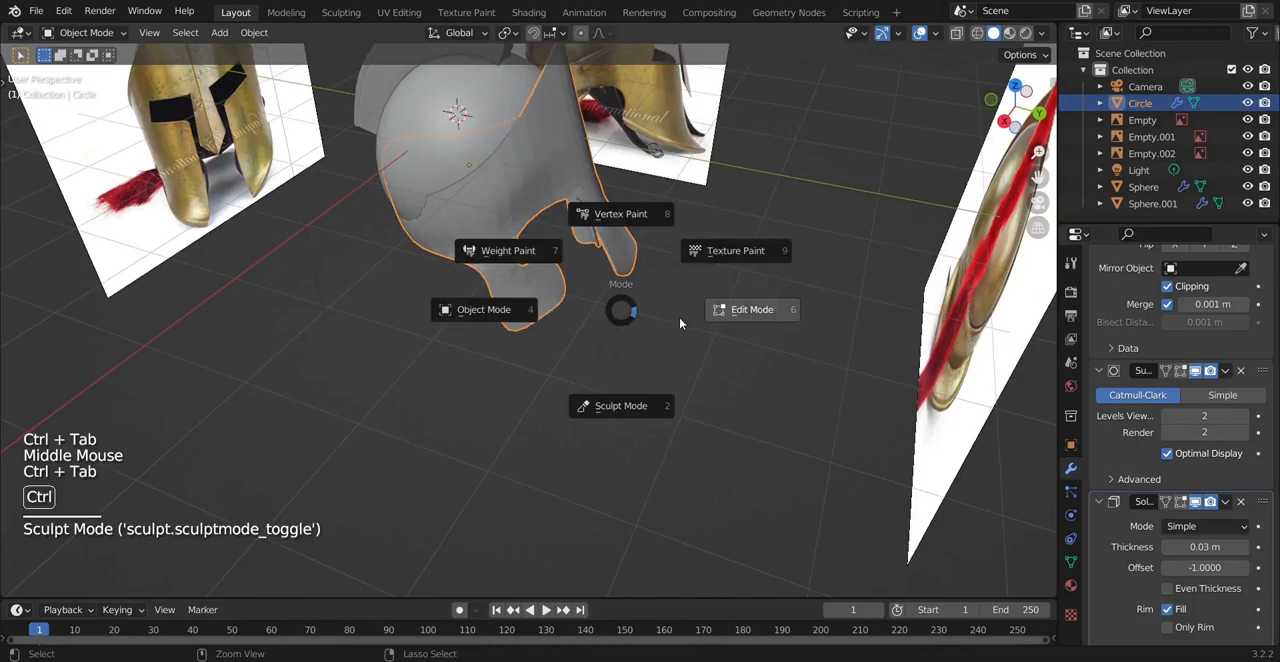 File Edit Render Window Help Layout Modeling Sculpting UV Editing Texture Paint Shading Animation Rendering Compositing Geometry Nodes Scripting + Scene ViewLayer
Object Mode View Select Add Object Global
Options
User Perspective
(1) Collection | Circle
Z
Y
X
Scene Collection
Collection
Camera
Circle
Empty
Empty.001
Empty.002
Light
Sphere
Sphere.001
Vertex Paint 8
Weight Paint 7
Texture Paint 9
Mode
Object Mode 4
Edit Mode 6
Sculpt Mode 2
Mirror Object
Clipping
Merge 0.001 m
Bisect Dista... 0.001 m
Data
Su...
Catmull-Clark Simple
Levels View... 2
Render 2
Optimal Display
Advanced
Sol...
Mode Simple
Thickness 0.03 m
Offset -1.0000
Even Thickness
Rim Fill
Only Rim
Ctrl + Tab
Middle Mouse
Ctrl + Tab
Ctrl
Sculpt Mode ('sculpt.sculptmode_toggle')
Playback Keying View Marker 1 Start 1 End 250
1 10 20 30 40 50 60 70 80 90 100 110 120 130 140 150 160 170 180 190 200 210 220 230 240 250
Select Zoom View Lasso Select 3.2.2